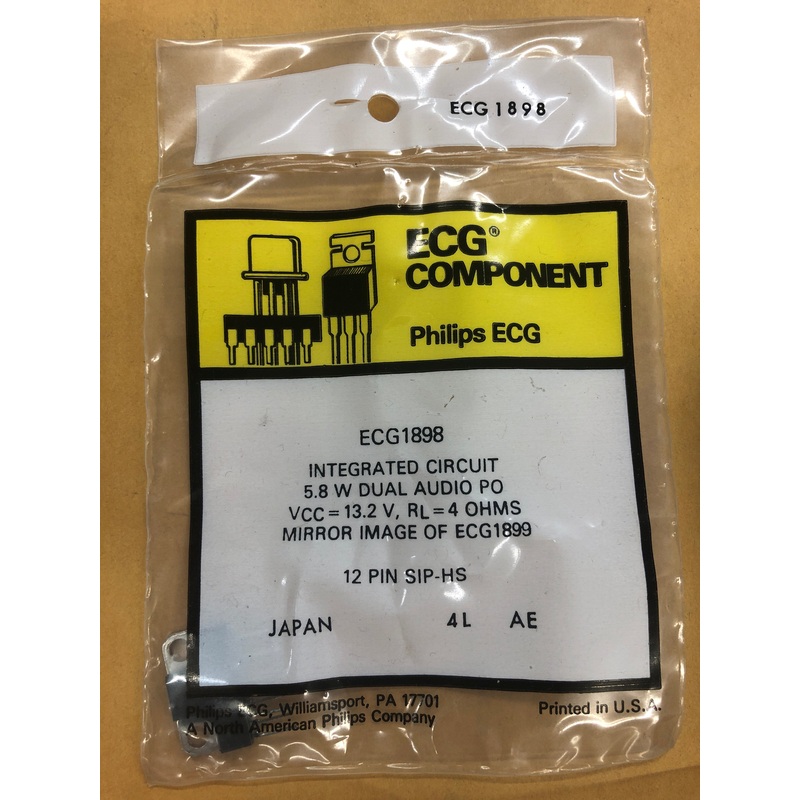 ECG 1898
ECG®
COMPONENT
Philips ECG
ECG1898
INTEGRATED CIRCUIT
5.8 W DUAL AUDIO PO
VCC = 13.2 V, RL = 4 OHMS
MIRROR IMAGE OF ECG1899
12 PIN SIP-HS
JAPAN 4L AE
Philips ECG, Williamsport, PA 17701
A North American Philips Company
Printed in U.S.A.